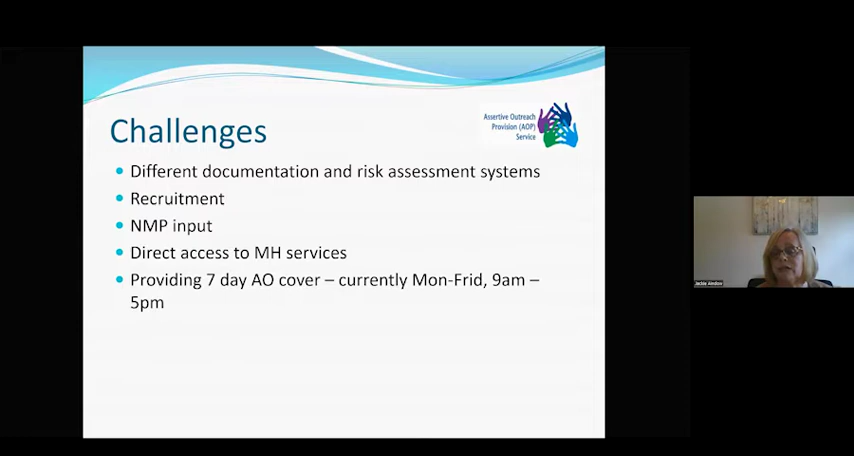 Challenges
Assertive Outreach
Provision (AOP)
Service
Different documentation and risk assessment systems
Recruitment
NMP input
Direct access to MH services
Providing 7 day AO cover – currently Mon-Frid, 9am –
5pm
Jackie